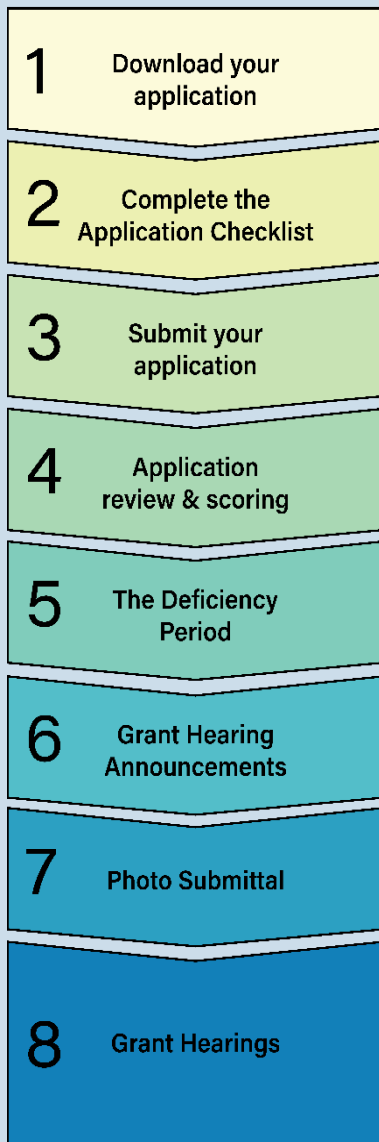 1
Download your
application
2
Complete the
Application Checklist
3
Submit your
application
4
Application
review & scoring
5
The Deficiency
Period
6
Grant Hearing
Announcements
7
Photo Submittal
8
Grant Hearings